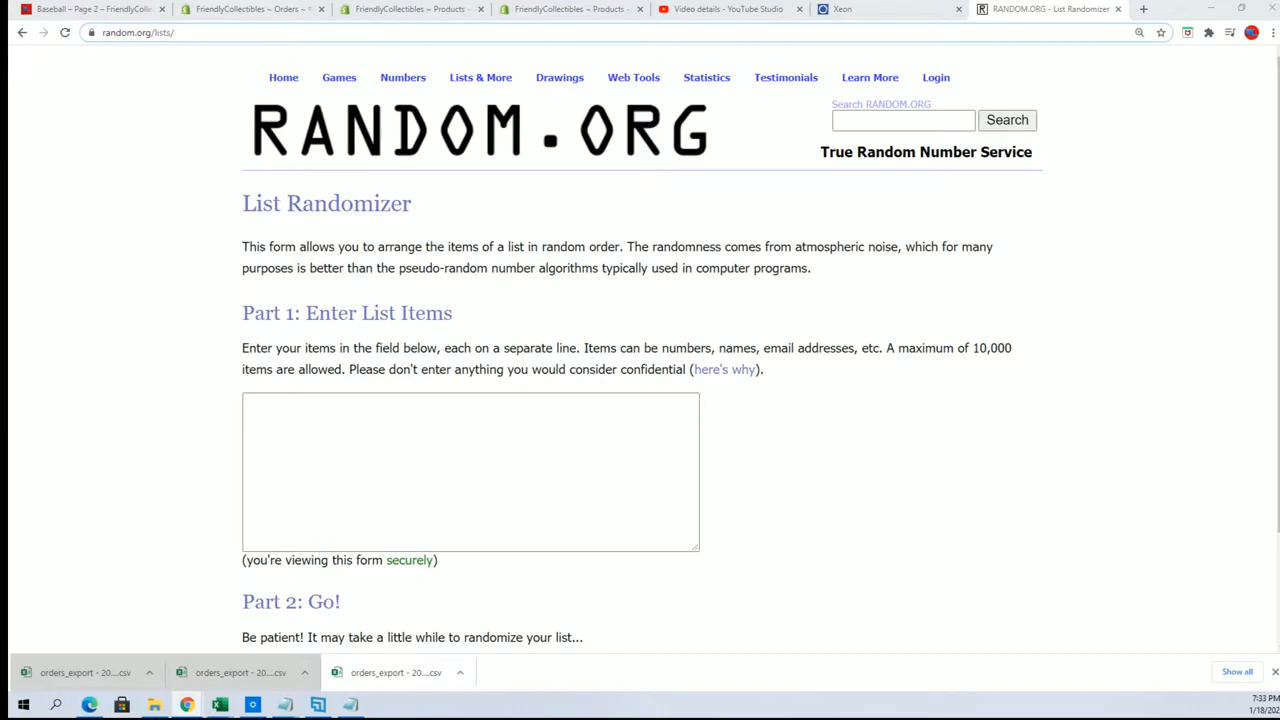 Baseball – Page 2 – FriendlyCollec
FriendlyCollectibles ~ Orders ~
FriendlyCollectibles ~ Products ~
FriendlyCollectibles ~ Products ~
Video details - YouTube Studio
Xeon
RANDOM.ORG - List Randomizer
random.org/lists/
Home Games Numbers Lists & More Drawings Web Tools Statistics Testimonials Learn More Login
RANDOM.ORG
Search RANDOM.ORG
Search
True Random Number Service
List Randomizer
This form allows you to arrange the items of a list in random order. The randomness comes from atmospheric noise, which for many
purposes is better than the pseudo-random number algorithms typically used in computer programs.
Part 1: Enter List Items
Enter your items in the field below, each on a separate line. Items can be numbers, names, email addresses, etc. A maximum of 10,000
items are allowed. Please don't enter anything you would consider confidential (here's why).
(you're viewing this form securely)
Part 2: Go!
Be patient! It may take a little while to randomize your list...
orders_export - 20....csv
orders_export - 20....csv
orders_export - 20....csv
Show all
7:33 PM
1/18/202